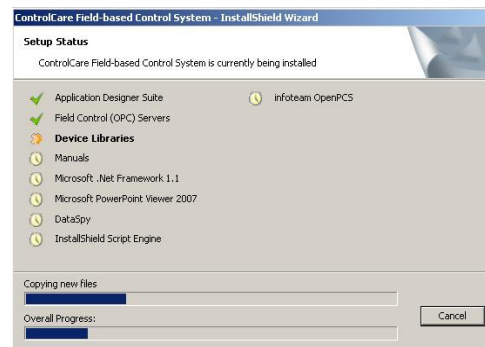 ControlCare Field-based Control System - InstallShield Wizard
Setup Status
ControlCare Field-based Control System is currently being installed
Application Designer Suite
infoteam OpenPCS
Field Control (OPC) Servers
Device Libraries
Manuals
Microsoft .Net Framework 1.1
Microsoft PowerPoint Viewer 2007
DataSpy
InstallShield Script Engine
Copying new files
Overall Progress:
Cancel